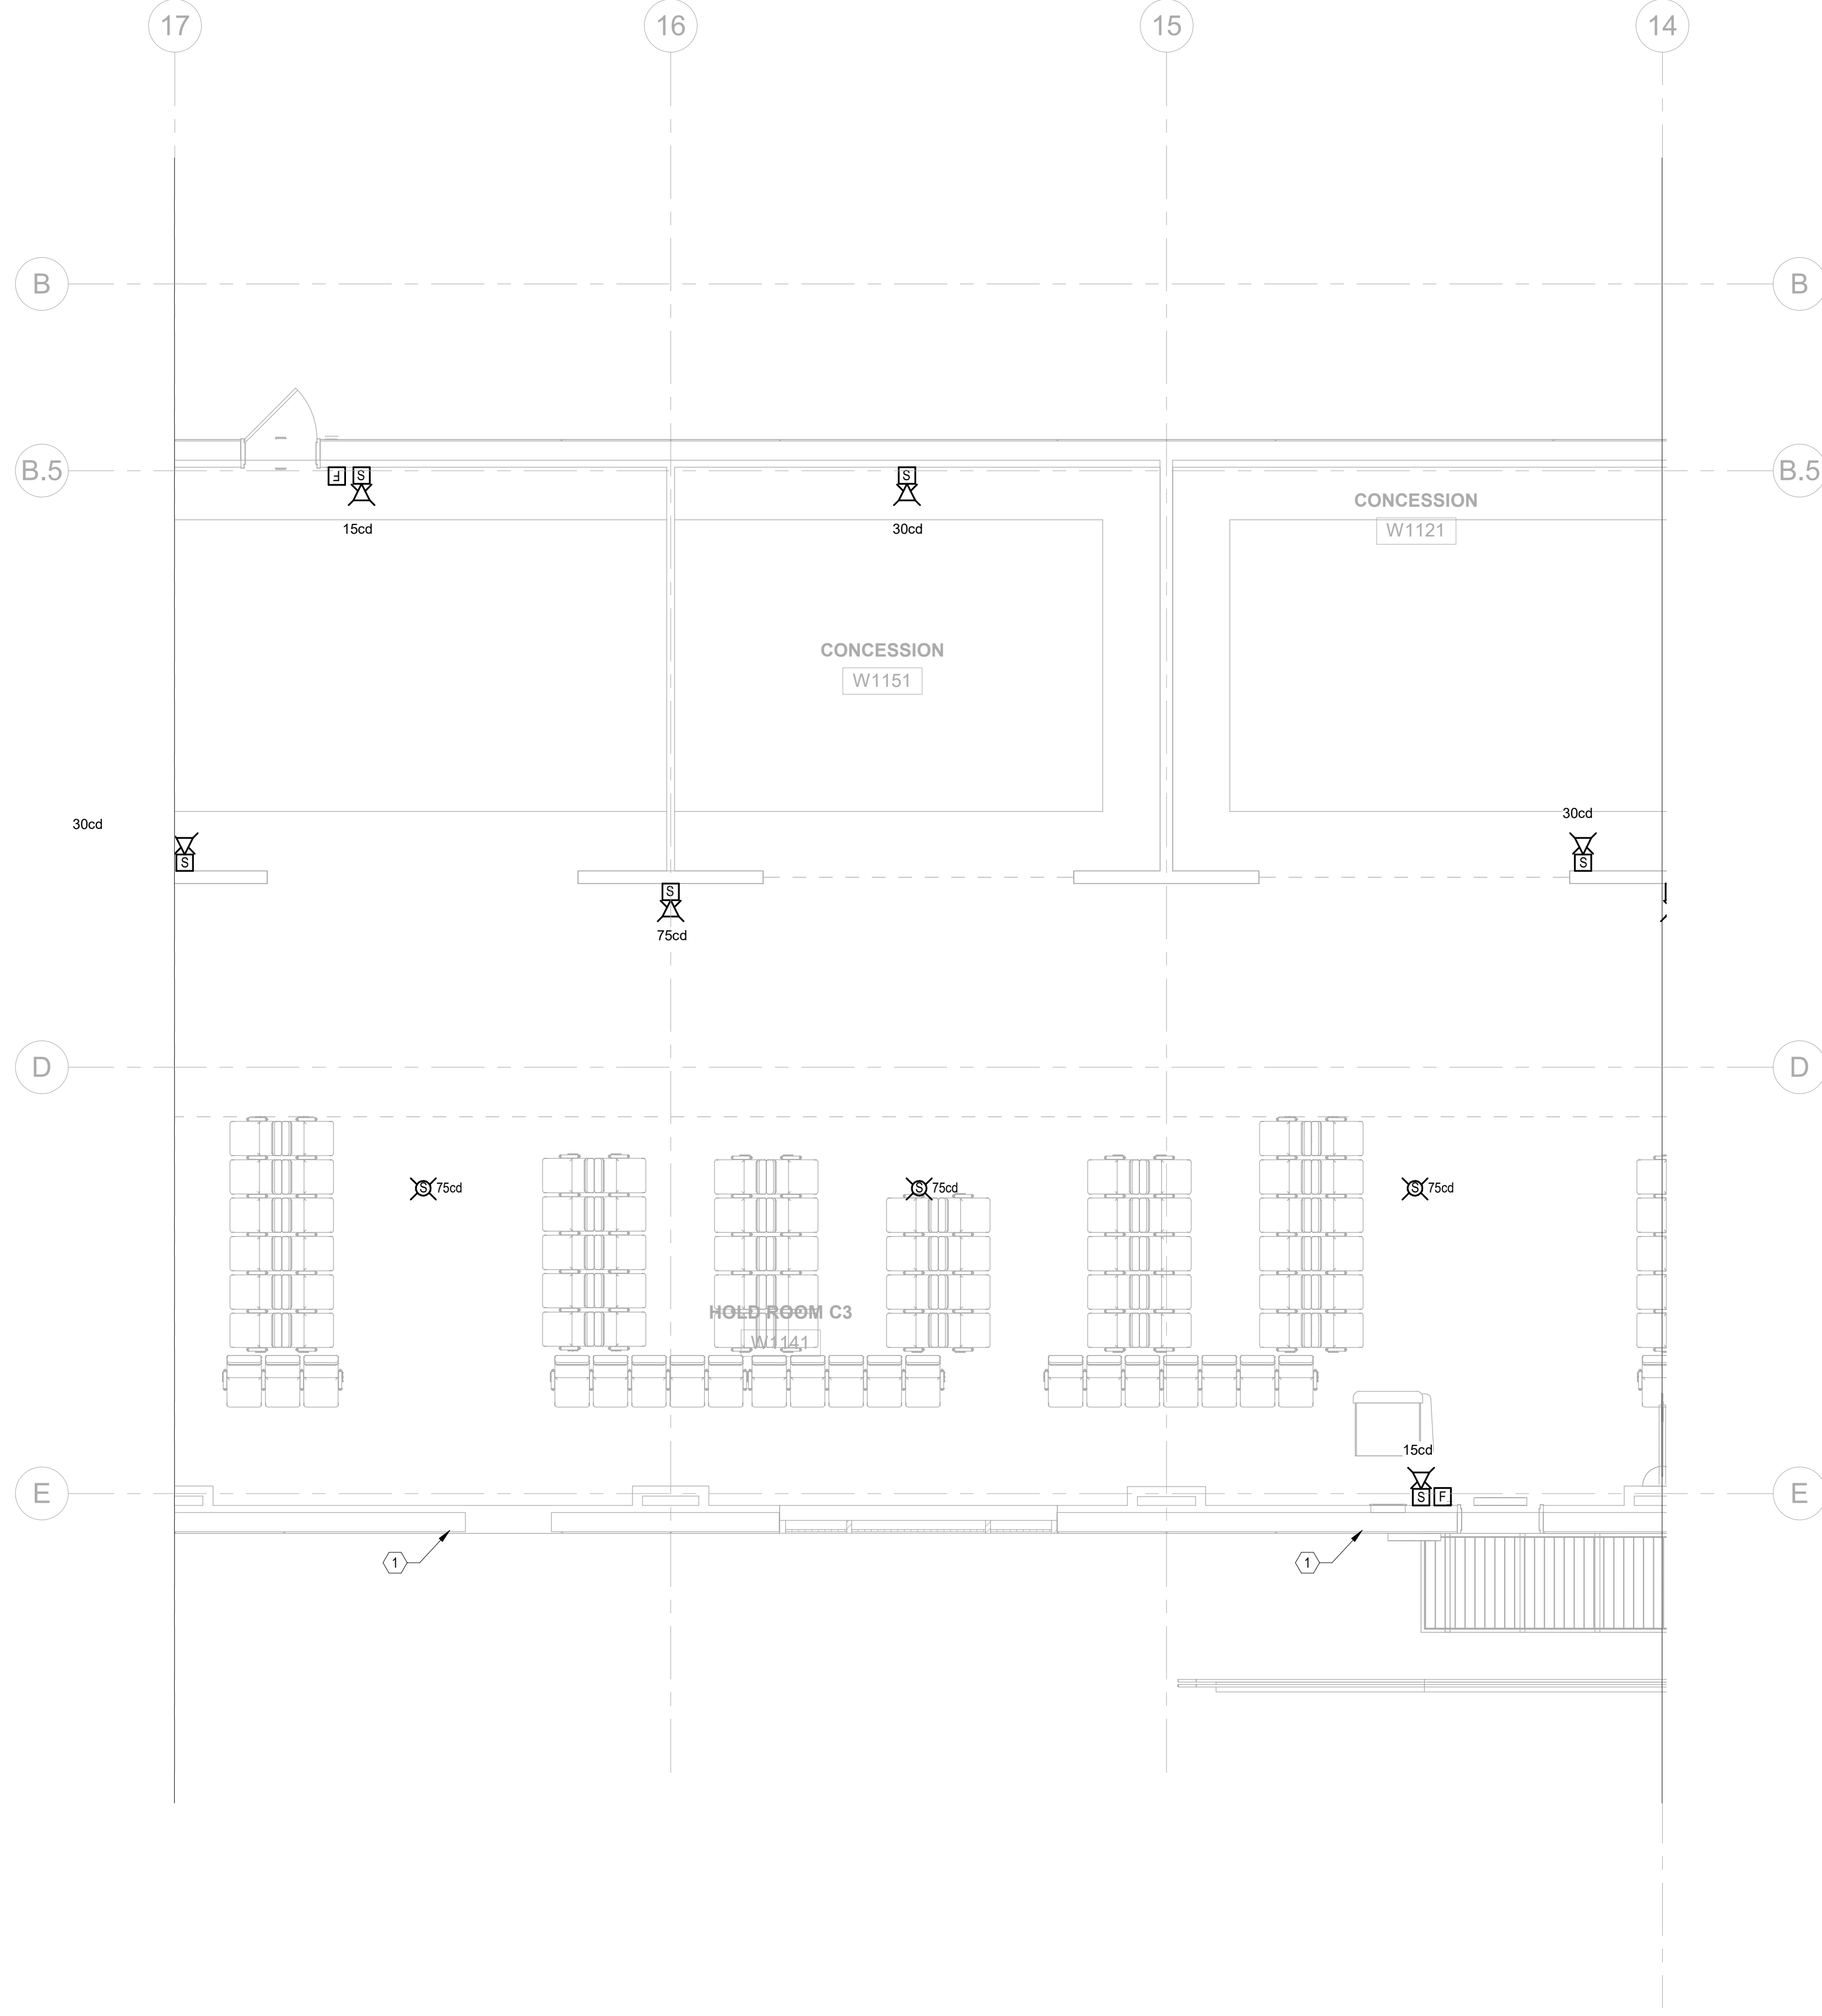 17 16 15 14
B B
B.5 B.5
F S S
CONCESSION
15cd 30cd W1121
CONCESSION
W1151
30cd 30cd
S S
S
75cd
D D
S 75cd S 75cd S 75cd
HOLD ROOM C3
W1141
15cd
E S F E
1 1